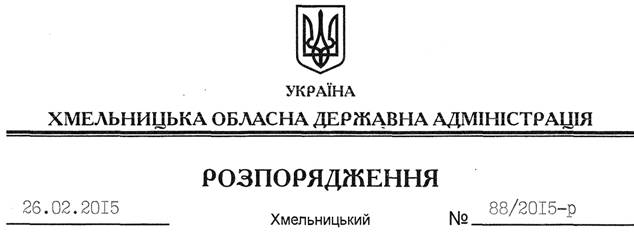 УКРАЇНА
ХМЕЛЬНИЦЬКА ОБЛАСНА ДЕРЖАВНА АДМІНІСТРАЦІЯ
РОЗПОРЯДЖЕННЯ
26.02.2015 Хмельницький № 88/2015-р